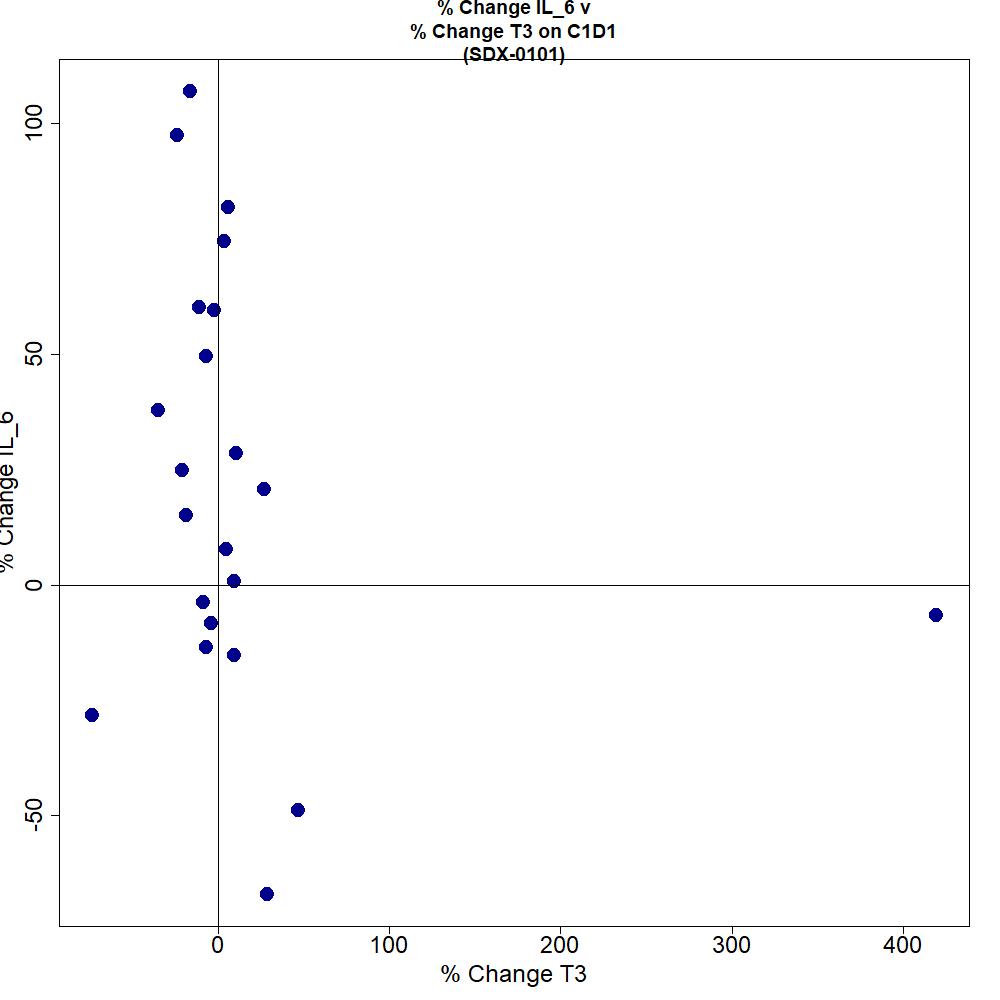 % Change IL_6 v
% Change T3 on C1D1
(SDX-0101)
% Change IL_6
100
50
0
-50
0
100
200
300
400
% Change T3